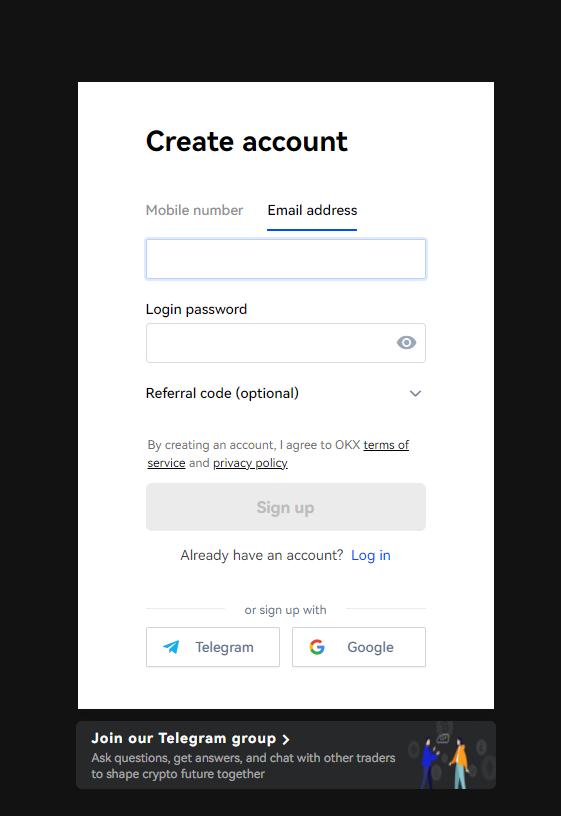 Create account
Mobile number Email address
Login password
Referral code (optional)
By creating an account, I agree to OKX terms of
service and privacy policy
Sign up
Already have an account? Log in
or sign up with
Telegram Google
Join our Telegram group
Ask questions, get answers, and chat with other traders
to shape crypto future together